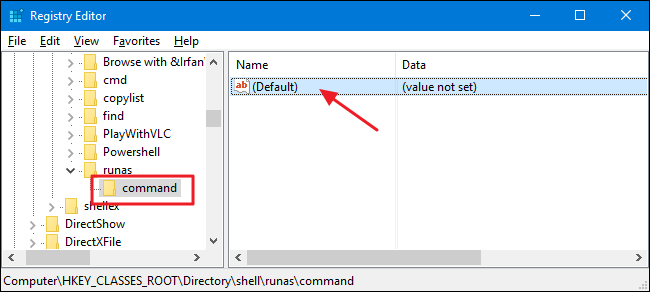 Registry Editor
File Edit View Favorites Help
Browse with &IrfanV
cmd
copylist
find
PlayWithVLC
Powershell
runas
command
shellex
DirectShow
DirectXFile
Name Data
ab (Default) (value not set)
Computer\HKEY_CLASSES_ROOT\Directory\shell\runas\command